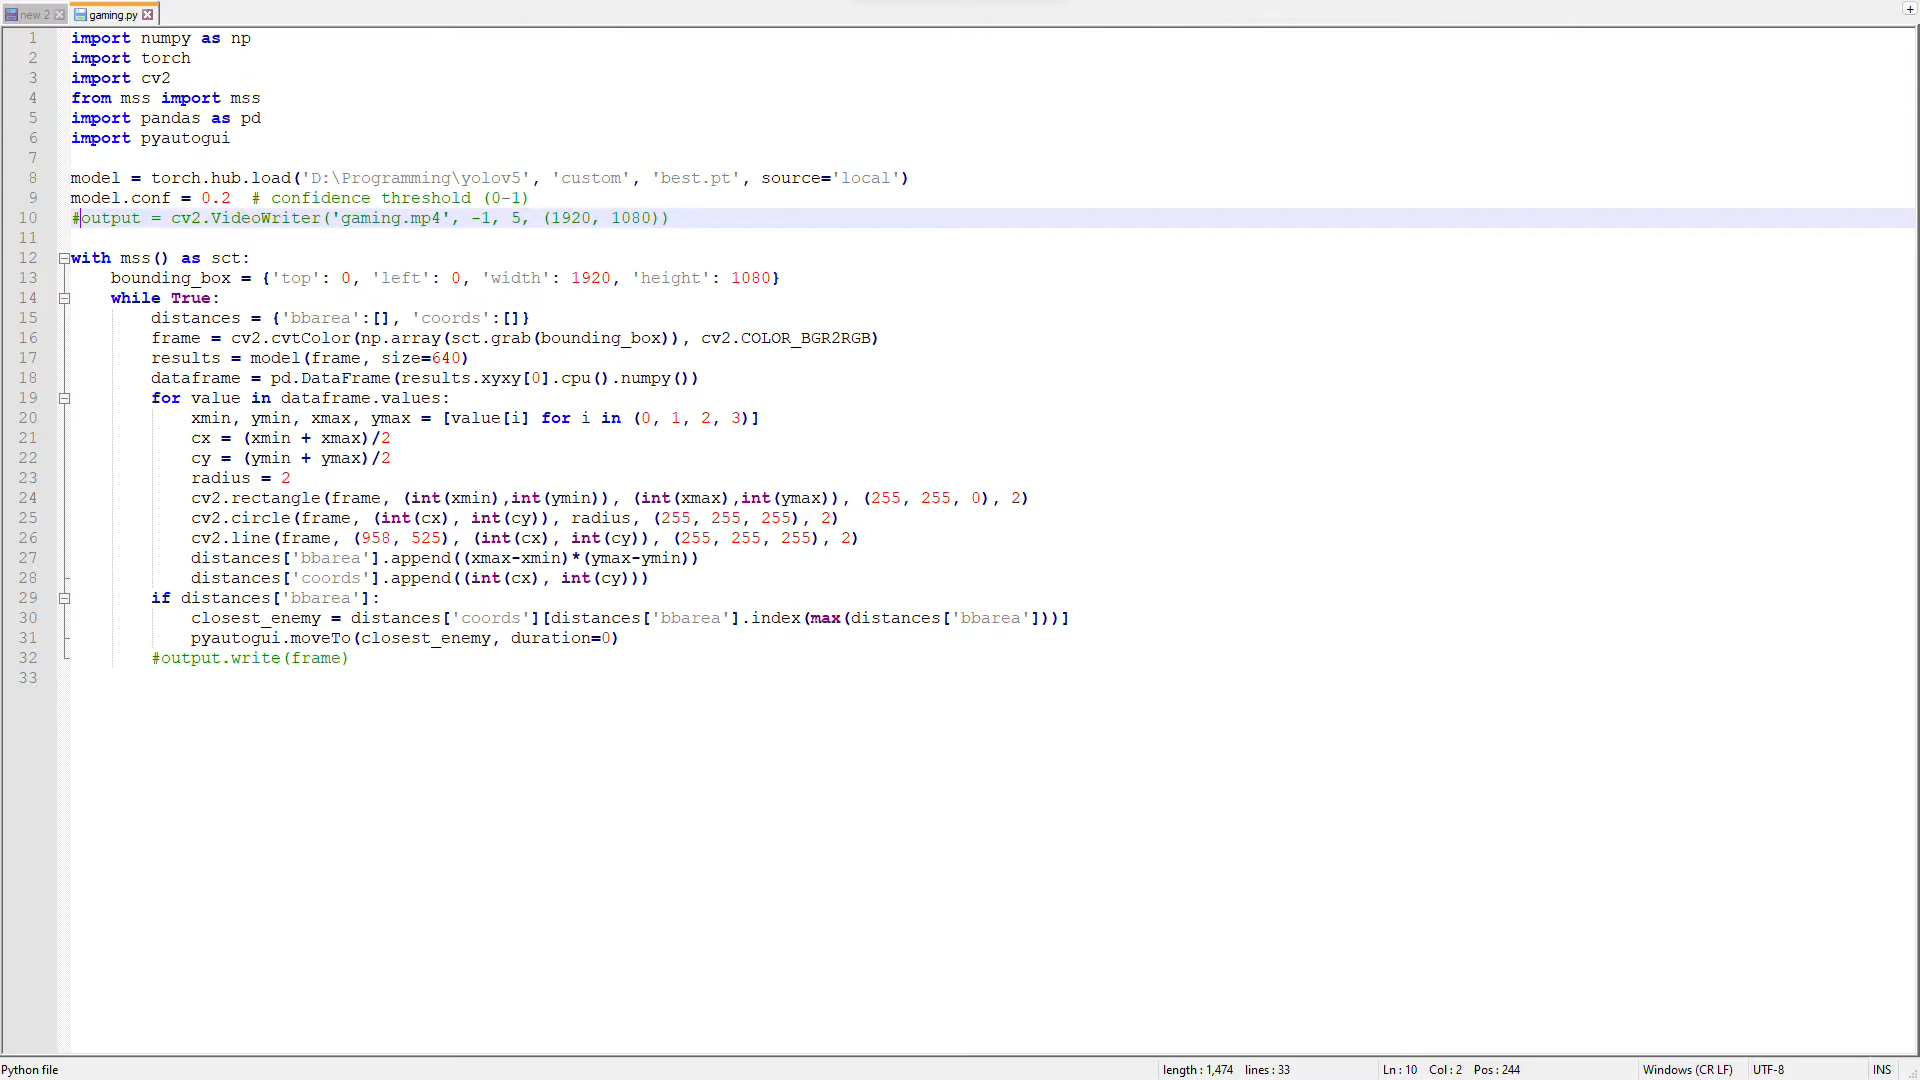 new 2
gaming.py
+
1 import numpy as np
2 import torch
3 import cv2
4 from mss import mss
5 import pandas as pd
6 import pyautogui
7
8 model = torch.hub.load('D:\Programming\yolov5', 'custom', 'best.pt', source='local')
9 model.conf = 0.2  # confidence threshold (0-1)
10 #output = cv2.VideoWriter('gaming.mp4', -1, 5, (1920, 1080))
11
12 with mss() as sct:
13     bounding_box = {'top': 0, 'left': 0, 'width': 1920, 'height': 1080}
14     while True:
15         distances = {'bbarea':[], 'coords':[]}
16         frame = cv2.cvtColor(np.array(sct.grab(bounding_box)), cv2.COLOR_BGR2RGB)
17         results = model(frame, size=640)
18         dataframe = pd.DataFrame(results.xyxy[0].cpu().numpy())
19         for value in dataframe.values:
20             xmin, ymin, xmax, ymax = [value[i] for i in (0, 1, 2, 3)]
21             cx = (xmin + xmax)/2
22             cy = (ymin + ymax)/2
23             radius = 2
24             cv2.rectangle(frame, (int(xmin),int(ymin)), (int(xmax),int(ymax)), (255, 255, 0), 2)
25             cv2.circle(frame, (int(cx), int(cy)), radius, (255, 255, 255), 2)
26             cv2.line(frame, (958, 525), (int(cx), int(cy)), (255, 255, 255), 2)
27             distances['bbarea'].append((xmax-xmin)*(ymax-ymin))
28             distances['coords'].append((int(cx), int(cy)))
29         if distances['bbarea']:
30             closest_enemy = distances['coords'][distances['bbarea'].index(max(distances['bbarea']))]
31             pyautogui.moveTo(closest_enemy, duration=0)
32         #output.write(frame)
33
Python file
length : 1,474 lines : 33
Ln : 10 Col : 2 Pos : 244
Windows (CR LF)
UTF-8
INS